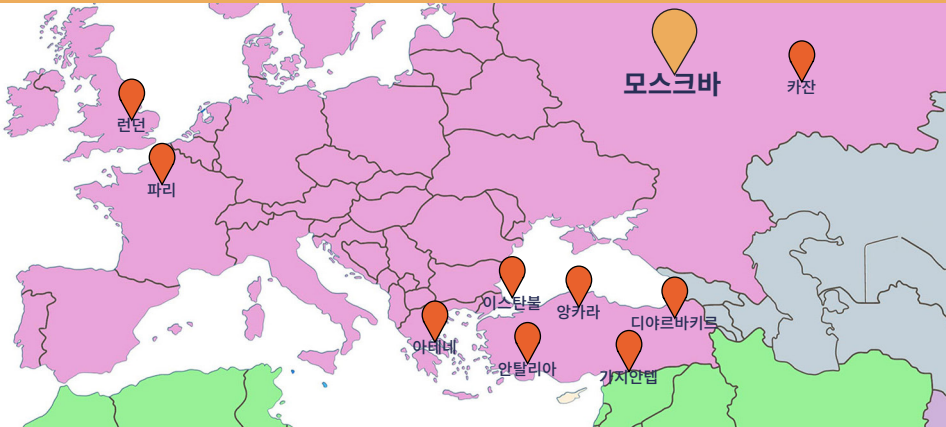 모스크바
카잔
런던
파리
이스탄불
앙카라
디야르바키르
아테네
안탈리아
가지안텝